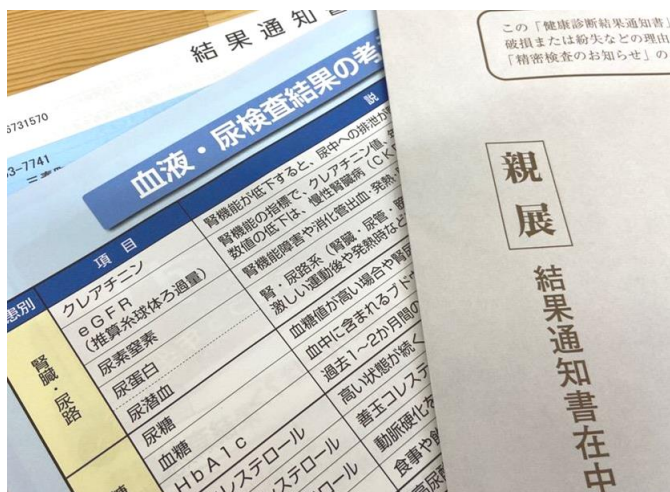 結果通知書
5731570
3-7741
血液・尿検査結果の考
項目
説
患別
腎臓・尿路
クレアチニン
腎機能が低下すると、尿中への排泄が
eGFR
(推算糸球体ろ過量)
腎機能の指標で、クレアチニン値、
数値の低下は、慢性腎臓病(CK
尿素窒素
腎機能障害や消化管出血・発熱・
尿蛋白
腎・尿路系(腎臓・尿管・
尿潜血
激しい運動後や発熱時など
尿糖
血糖値が高い場合や腎
血糖
血中に含まれるブド
HbA1c
過去1~2か月間の
高い状態が続く
レステロール
善玉コレステ
ステロール
動脈硬化を
ロール
食事や
この「健康診断結果通知書」
破損または紛失などの理由
「精密検査のお知らせ」の
親展
結果通知書在中